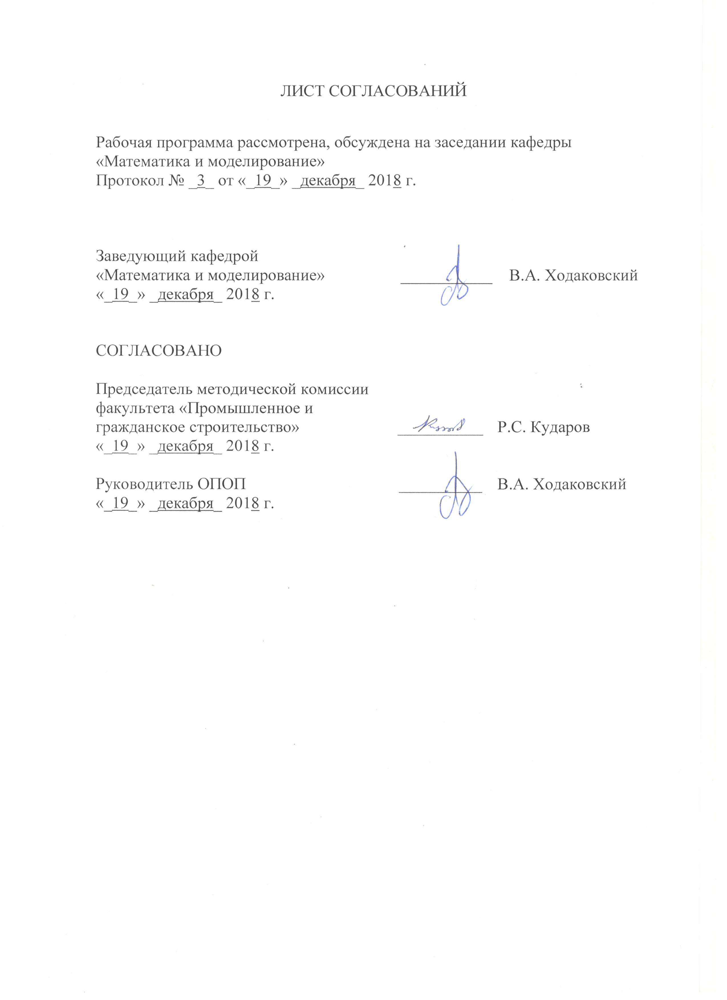 ЛИСТ СОГЛАСОВАНИЙ
Рабочая программа рассмотрена, обсуждена на заседании кафедры
«Математика и моделирование»
Протокол № _3_ от «_19_» _декабря_ 2018 г.
Заведующий кафедрой
«Математика и моделирование» ___________ В.А. Ходаковский
«_19_» _декабря_ 2018 г.
СОГЛАСОВАНО
Председатель методической комиссии
факультета «Промышленное и
гражданское строительство» __________ Р.С. Кударов
«_19_» _декабря_ 2018 г.
Руководитель ОПОП __________ В.А. Ходаковский
«_19_» _декабря_ 2018 г.